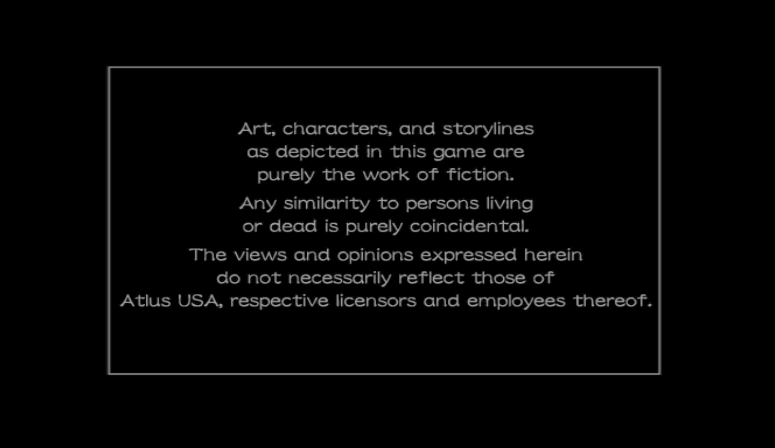 Art, characters, and storylines
as depicted in this game are
purely the work of fiction.
Any similarity to persons living
or dead is purely coincidental.
The views and opinions expressed herein
do not necessarily reflect those of
Atlus USA, respective licensors and employees thereof.